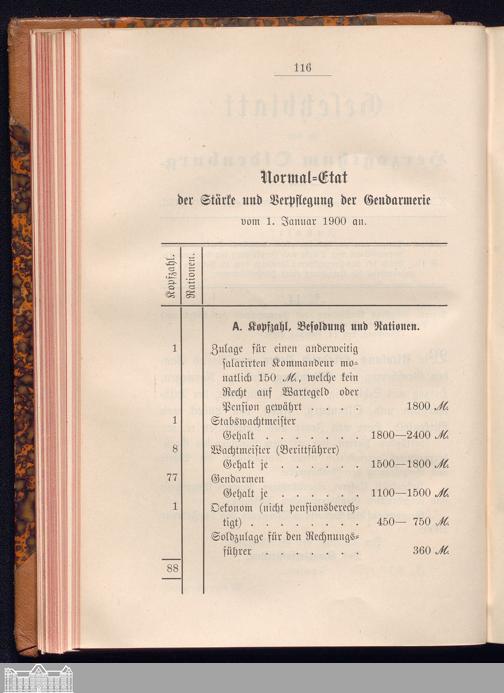 116
Normal-Etat
der Stärke und Verpflegung der Gendarmerie
vom 1. Januar 1900 an.
Kopfzahl.
Rationen.
A. Kopfzahl, Besoldung und Rationen.
1 Zulage für einen anderweitig
salarirten Kommandeur mo-
natlich 150 M., welche kein
Recht auf Wartegeld oder
Pension gewährt . . . . 1800 M.
1 Stabswachtmeister
Gehalt . . . . . . . 1800—2400 M.
8 Wachtmeister (Berittführer)
Gehalt je . . . . . . 1500—1800 M.
77 Gendarmen
Gehalt je . . . . . . 1100—1500 M.
1 Oekonom (nicht pensionsberech-
tigt) . . . . . . . . 450— 750 M.
Soldzulage für den Rechnungs-
führer . . . . . . . 360 M.
88